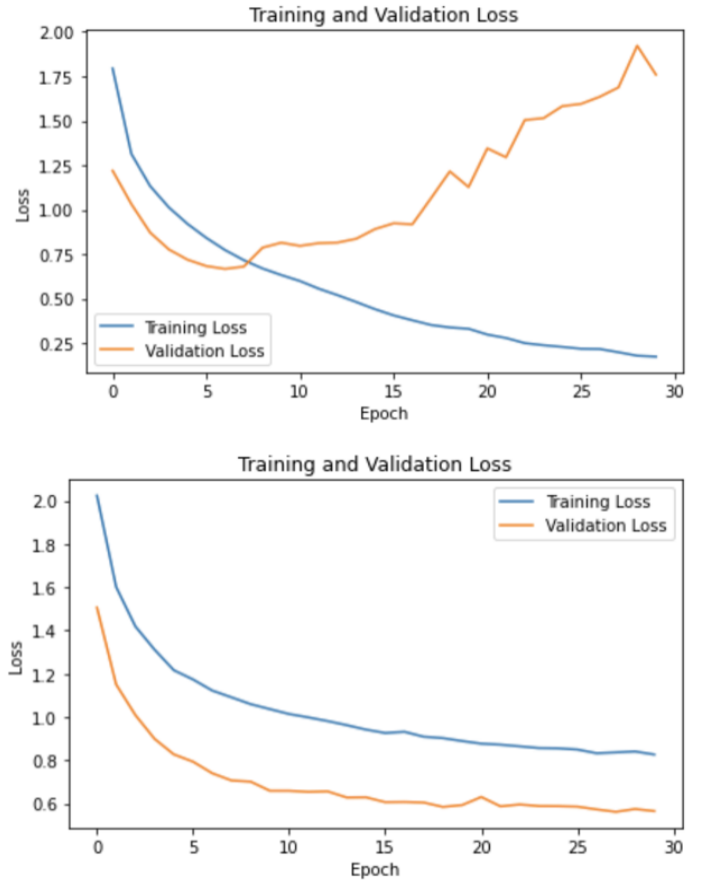 Training and Validation Loss
2.00
1.75
1.50
1.25
1.00
0.75
0.50
0.25
Loss
Training Loss
Validation Loss
0 5 10 15 20 25 30
Epoch
Training and Validation Loss
2.0
1.8
1.6
1.4
1.2
1.0
0.8
0.6
Loss
Training Loss
Validation Loss
0 5 10 15 20 25 30
Epoch